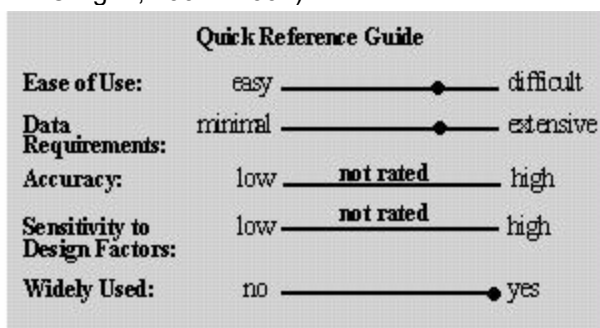 Quick Reference Guide
Ease of Use: easy difficult
Data Requirements: minimal extensive
Accuracy: low not rated high
Sensitivity to Design Factors: low not rated high
Widely Used: no yes